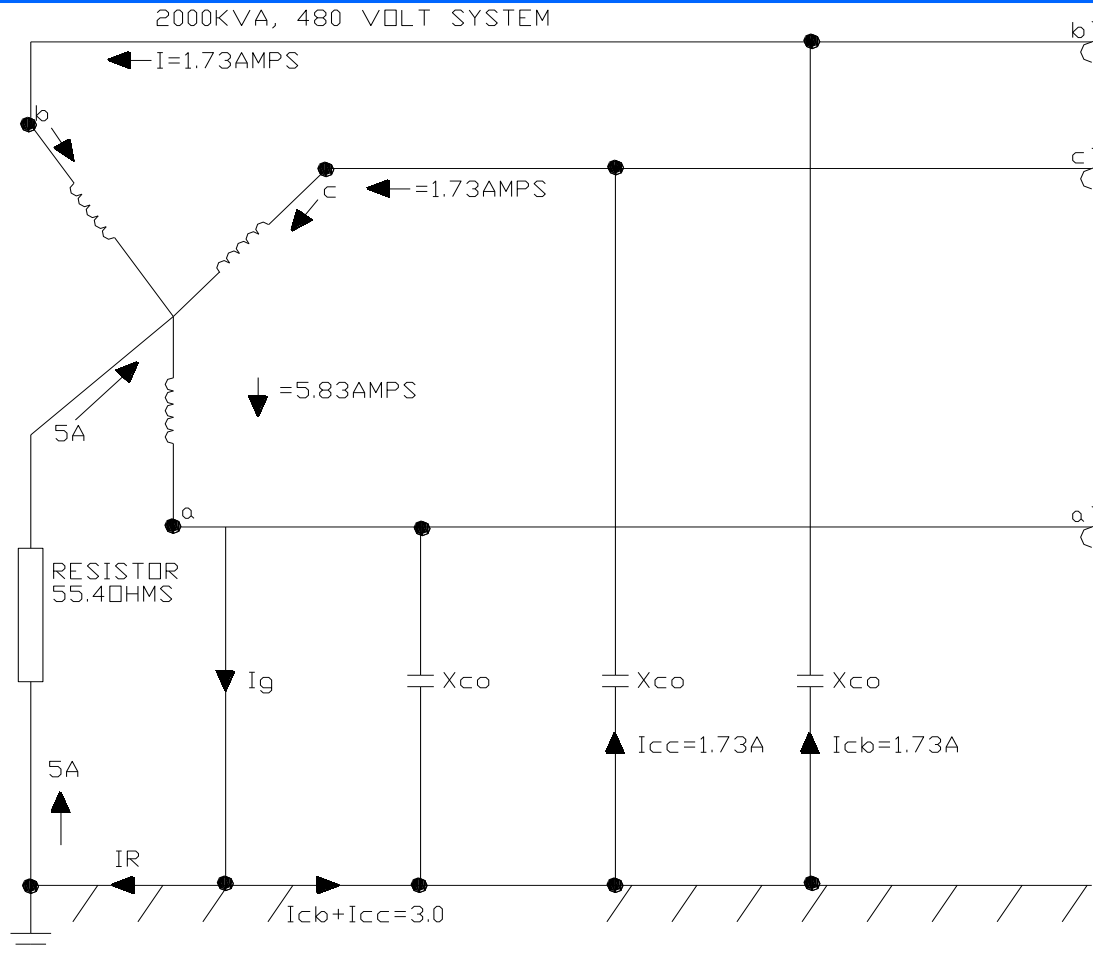 2000KVA, 480 VOLT SYSTEM
b'
I=1.73AMPS
b
c'
c
=1.73AMPS
=5.83AMPS
5A
a
a'
RESISTOR
55.4OHMS
Ig
Xco
Xco
Xco
Icc=1.73A
Icb=1.73A
5A
IR
Icb+Icc=3.0